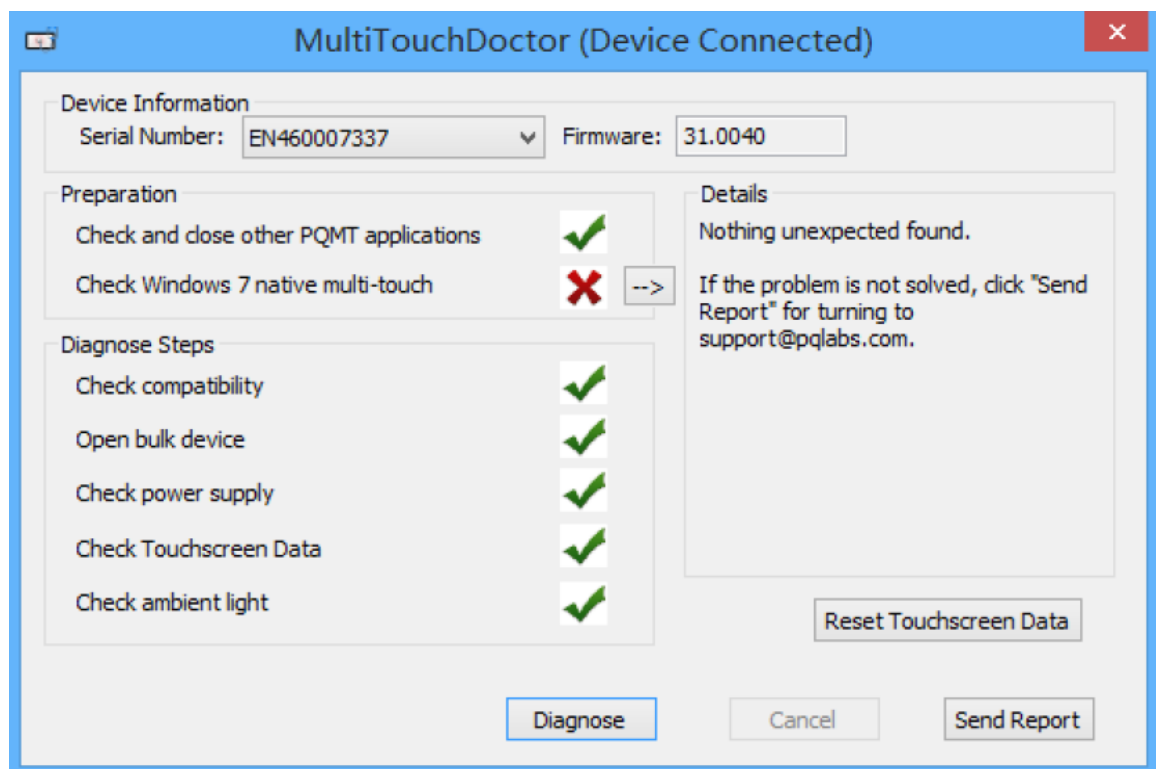 MultiTouchDoctor (Device Connected)
Device Information
Serial Number: EN460007337 Firmware: 31.0040
Preparation
Check and close other PQMT applications
Check Windows 7 native multi-touch -->
Details
Nothing unexpected found.
If the problem is not solved, click "Send
Report" for turning to
support@pqlabs.com.
Diagnose Steps
Check compatibility
Open bulk device
Check power supply
Check Touchscreen Data
Check ambient light
Reset Touchscreen Data
Diagnose Cancel Send Report